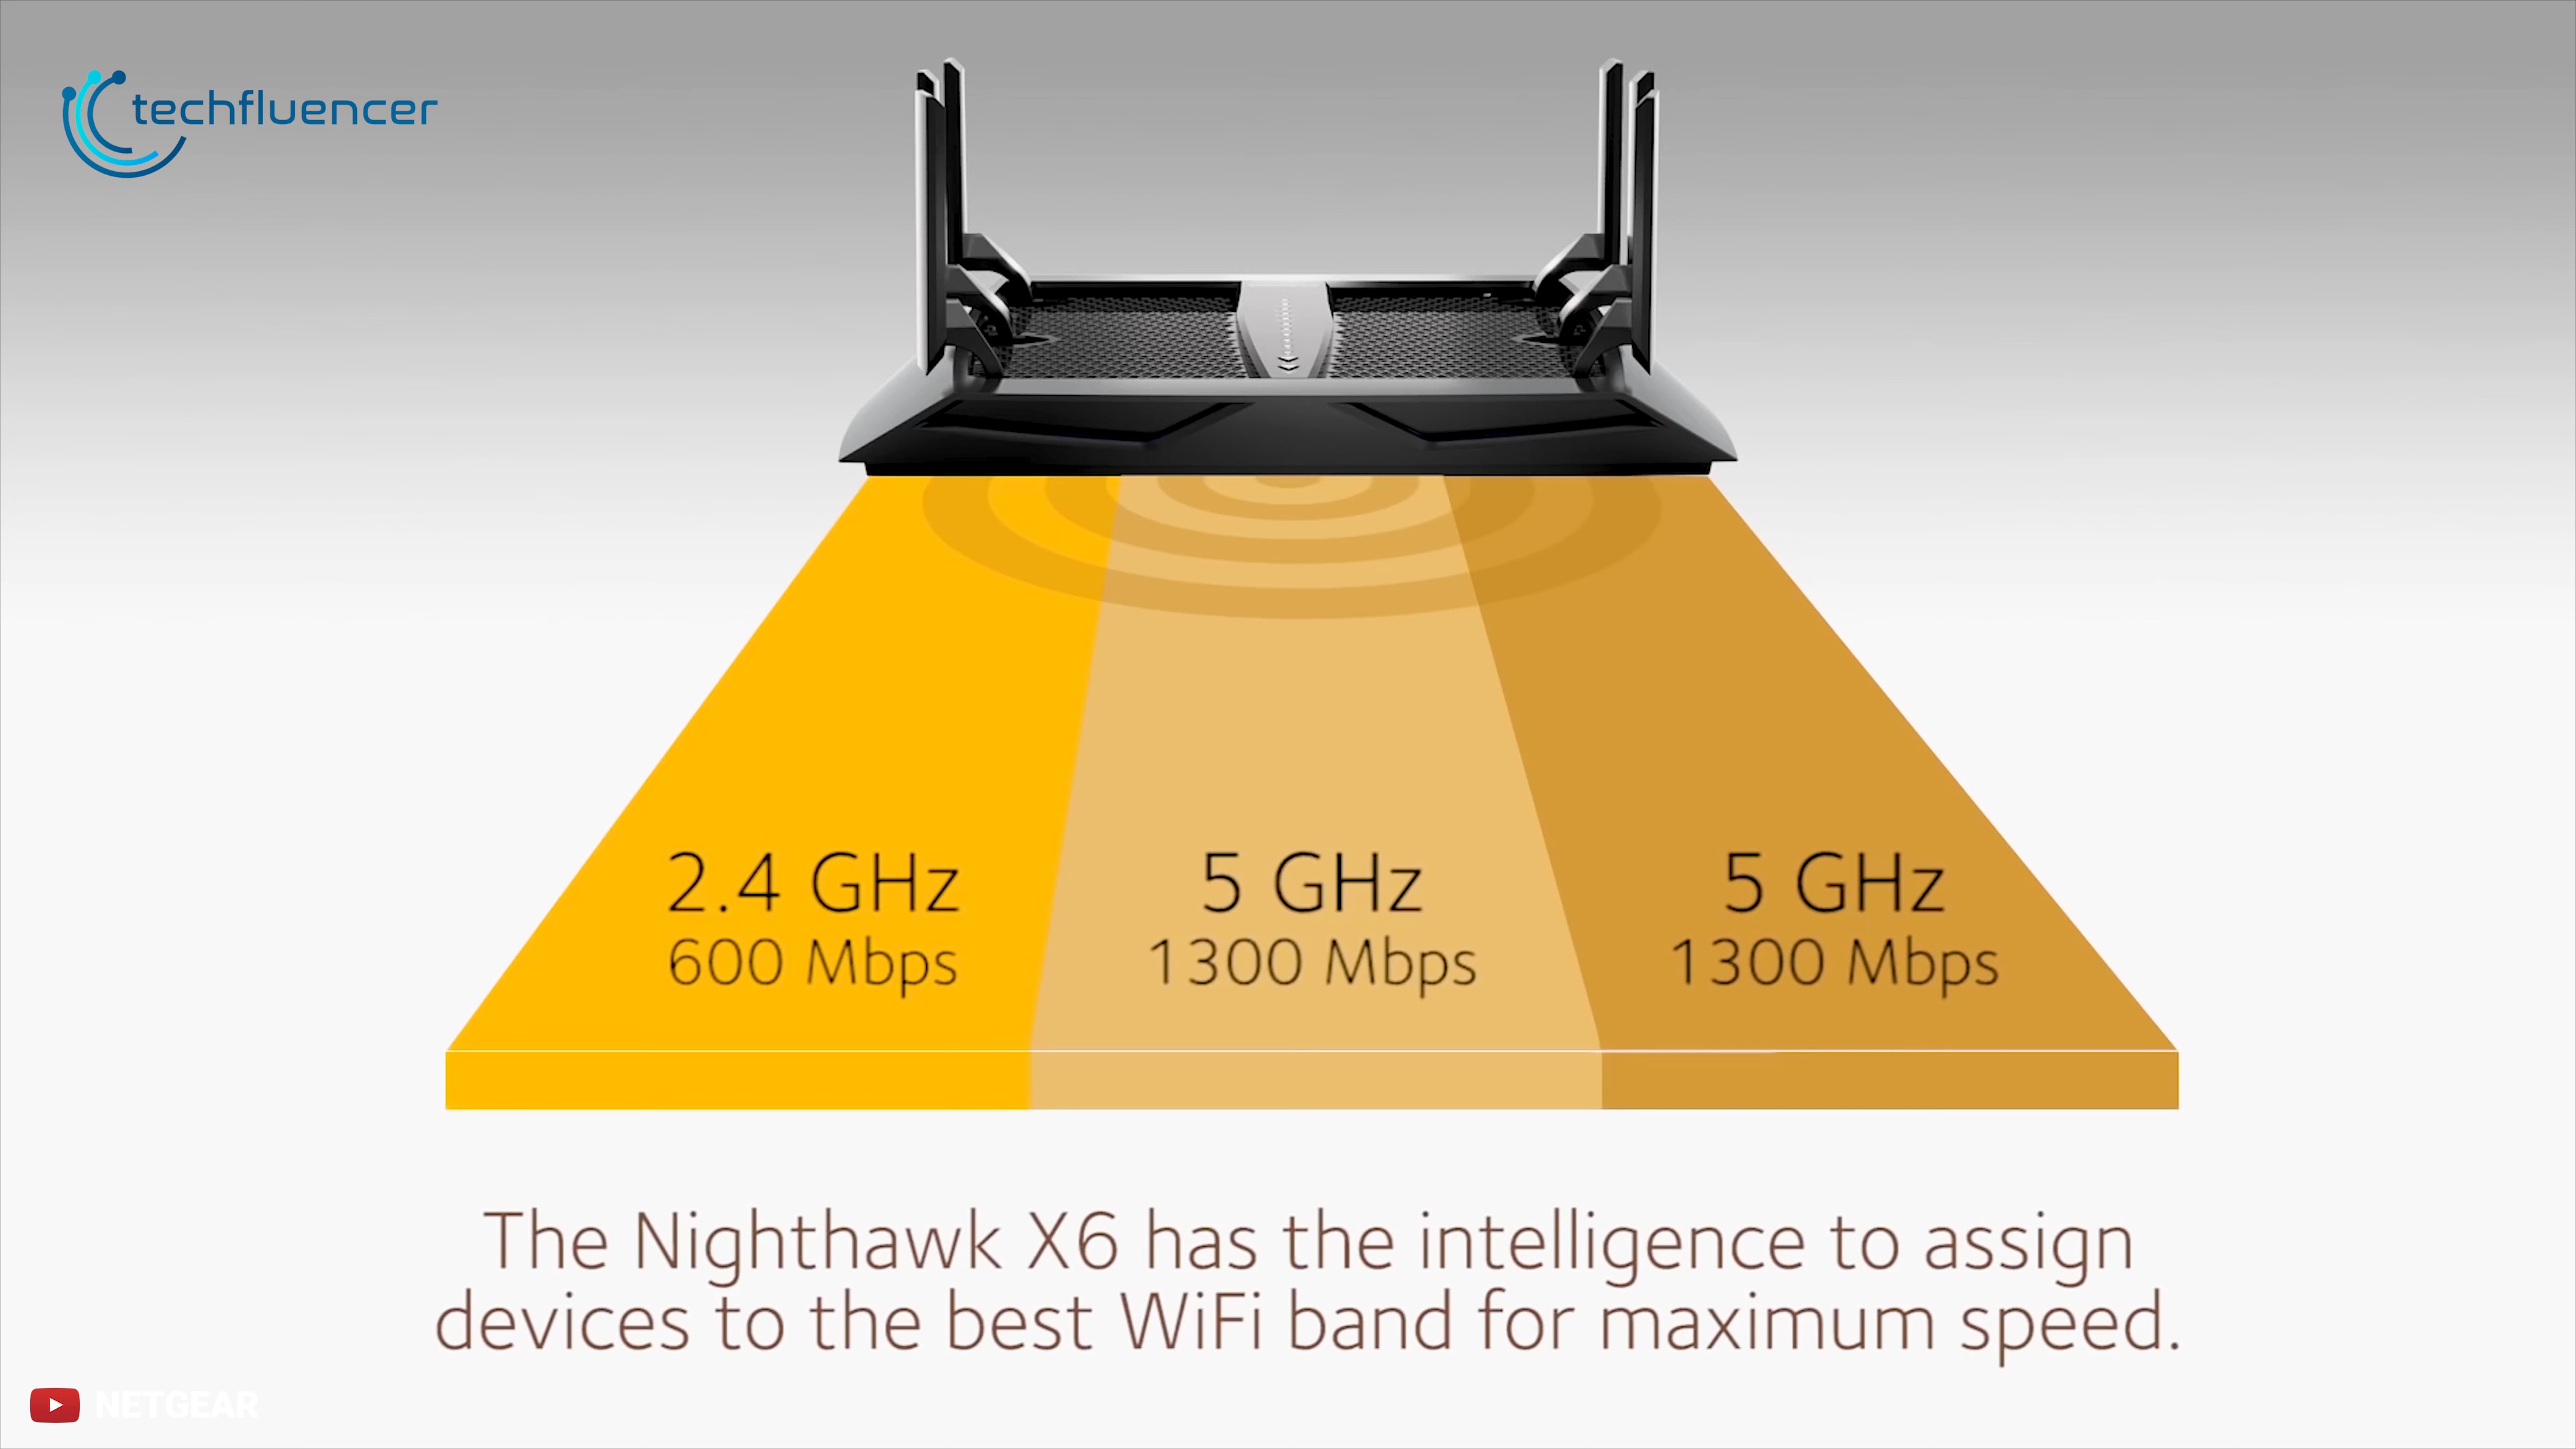 techfluencer
2.4 GHz
600 Mbps
5 GHz
1300 Mbps
5 GHz
1300 Mbps
The Nighthawk X6 has the intelligence to assign
devices to the best WiFi band for maximum speed.
NETGEAR